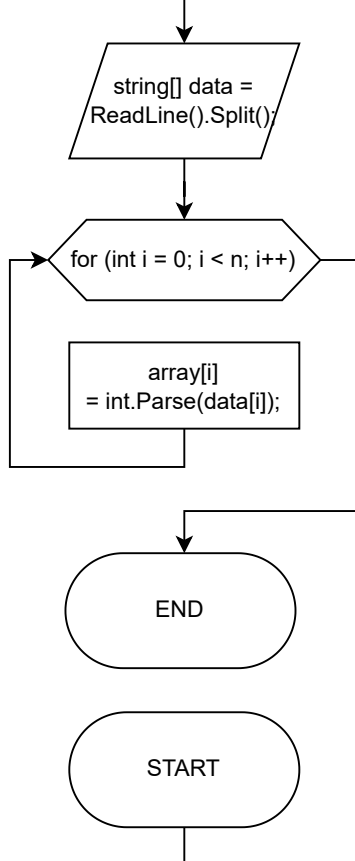 string[] data =
ReadLine().Split();
for (int i = 0; i < n; i++)
array[i]
= int.Parse(data[i]);
END
START